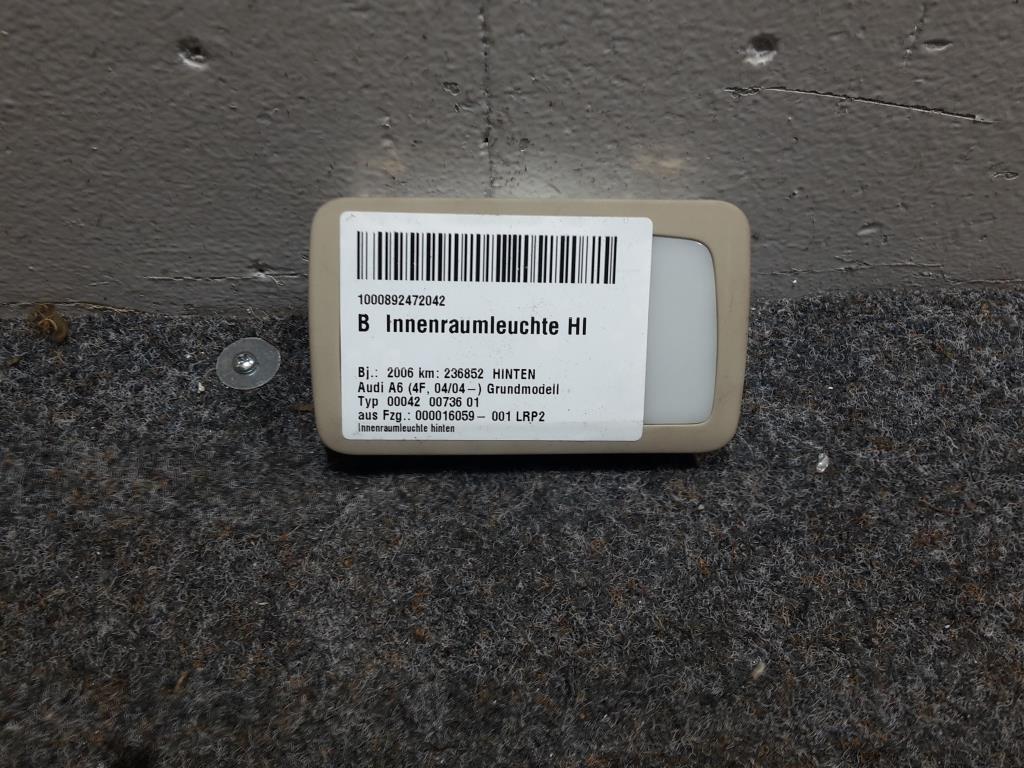 1000892472042
B Innenraumleuchte HI
Bj.: 2006 km: 236852 HINTEN
Audi A6 (4F, 04/04-) Grundmodell
Typ 00042 00736 01
aus Fzg.: 000016059- 001 LRP2
Innenraumleuchte hinten